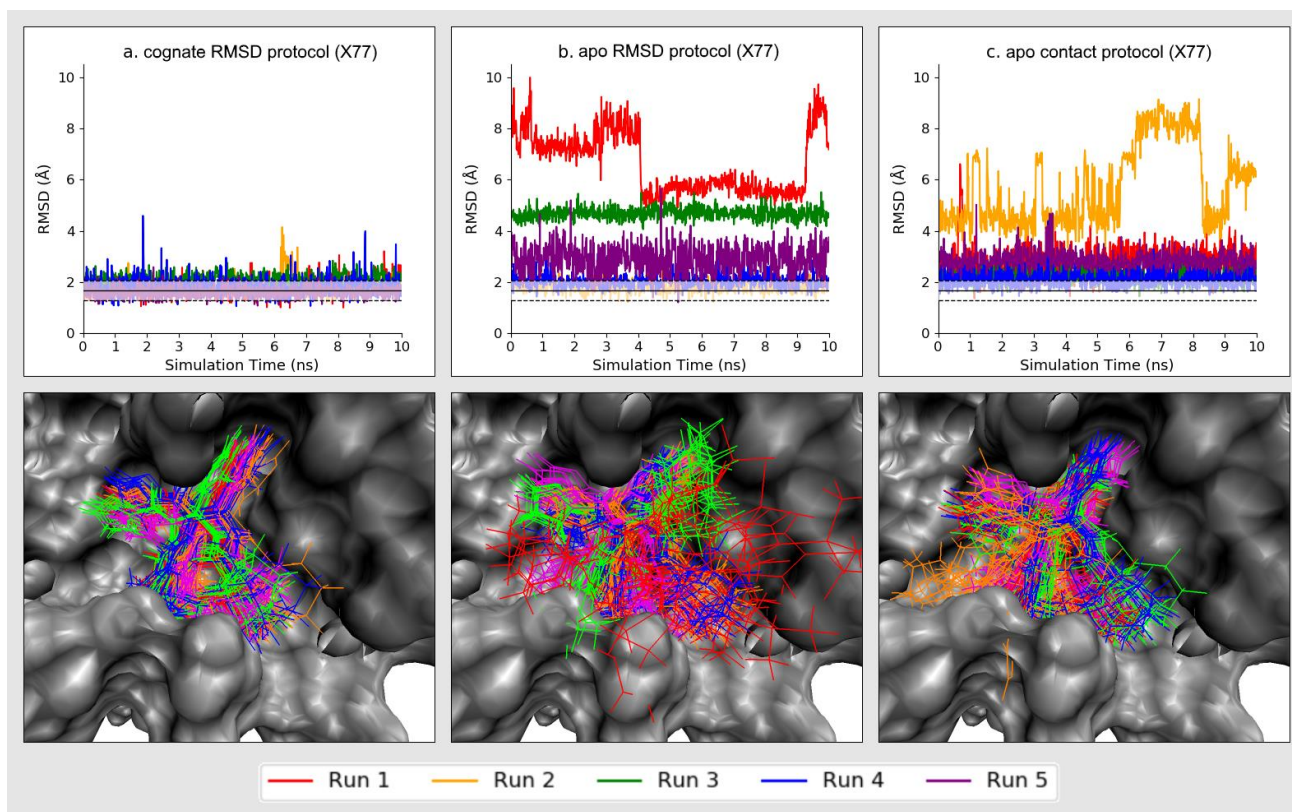 a. cognate RMSD protocol (X77)
10
8
6
4
2
0
RMSD (Å)
0 1 2 3 4 5 6 7 8 9 10
Simulation Time (ns)
b. apo RMSD protocol (X77)
10
8
6
4
2
0
RMSD (Å)
0 1 2 3 4 5 6 7 8 9 10
Simulation Time (ns)
c. apo contact protocol (X77)
10
8
6
4
2
0
RMSD (Å)
0 1 2 3 4 5 6 7 8 9 10
Simulation Time (ns)
Run 1 Run 2 Run 3 Run 4 Run 5